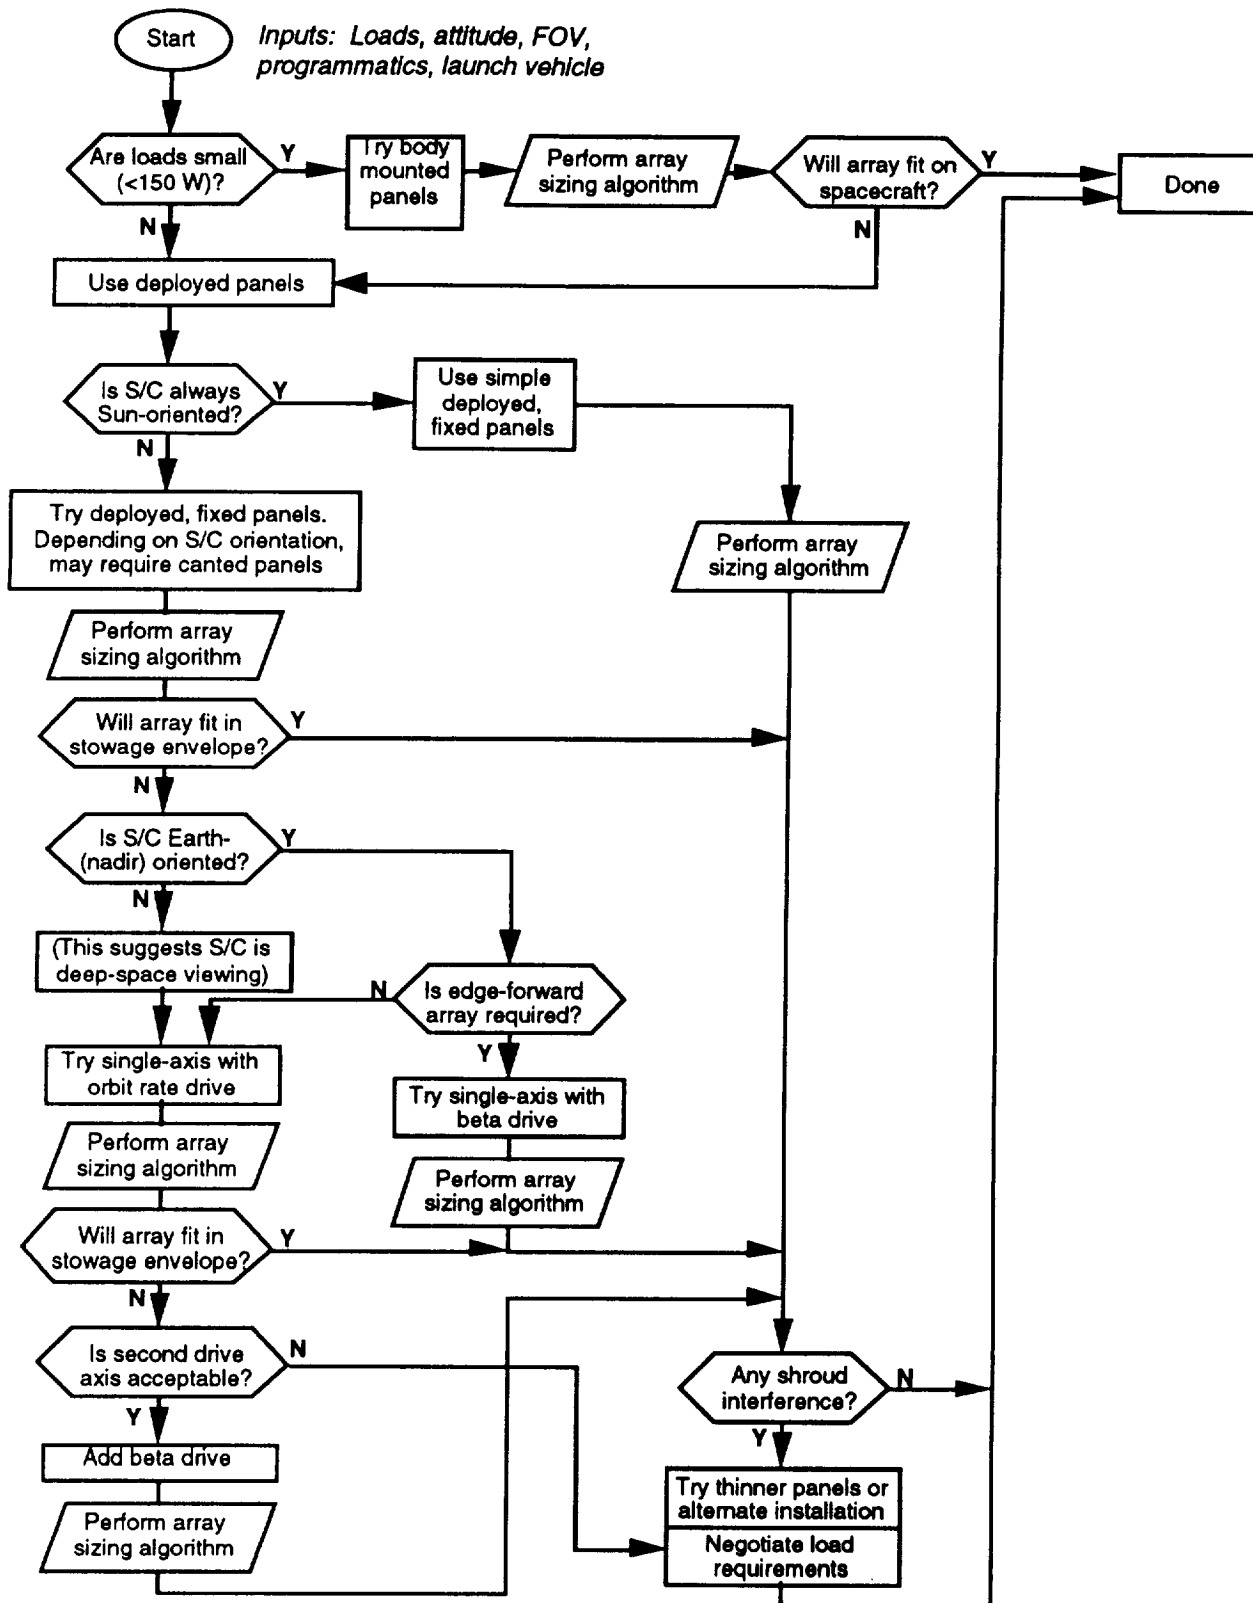 Start
Inputs: Loads, attitude, FOV,
programmatics, launch vehicle
Are loads small
(<150 W)?
Y
N
Try body
mounted
panels
Perform array
sizing algorithm
Will array fit on
spacecraft?
Y
N
Done
Use deployed panels
Is S/C always
Sun-oriented?
Y
N
Use simple
deployed,
fixed panels
Try deployed, fixed panels.
Depending on S/C orientation,
may require canted panels
Perform array
sizing algorithm
Perform array
sizing algorithm
Will array fit in
stowage envelope?
Y
N
Is S/C Earth-
(nadir) oriented?
Y
N
(This suggests S/C is
deep-space viewing)
N
Is edge-forward
array required?
Y
Try single-axis with
orbit rate drive
Try single-axis with
beta drive
Perform array
sizing algorithm
Perform array
sizing algorithm
Will array fit in
stowage envelope?
Y
N
Is second drive
axis acceptable?
N
Y
Any shroud
interference?
N
Y
Add beta drive
Try thinner panels or
alternate installation
Negotiate load
requirements
Perform array
sizing algorithm